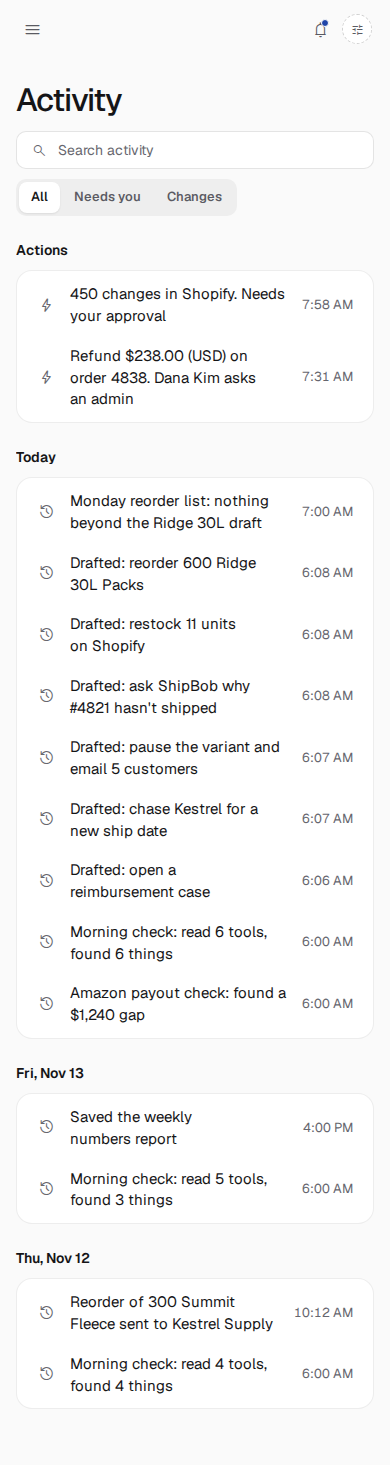 Activity
Search activity
All
Needs you
Changes
Actions
450 changes in Shopify. Needs
your approval
7:58 AM
Refund $238.00 (USD) on
order 4838. Dana Kim asks
an admin
7:31 AM
Today
Monday reorder list: nothing
beyond the Ridge 30L draft
7:00 AM
Drafted: reorder 600 Ridge
30L Packs
6:08 AM
Drafted: restock 11 units
on Shopify
6:08 AM
Drafted: ask ShipBob why
#4821 hasn't shipped
6:08 AM
Drafted: pause the variant and
email 5 customers
6:07 AM
Drafted: chase Kestrel for a
new ship date
6:07 AM
Drafted: open a
reimbursement case
6:06 AM
Morning check: read 6 tools,
found 6 things
6:00 AM
Amazon payout check: found a
$1,240 gap
6:00 AM
Fri, Nov 13
Saved the weekly
numbers report
4:00 PM
Morning check: read 5 tools,
found 3 things
6:00 AM
Thu, Nov 12
Reorder of 300 Summit
Fleece sent to Kestrel Supply
10:12 AM
Morning check: read 4 tools,
found 4 things
6:00 AM